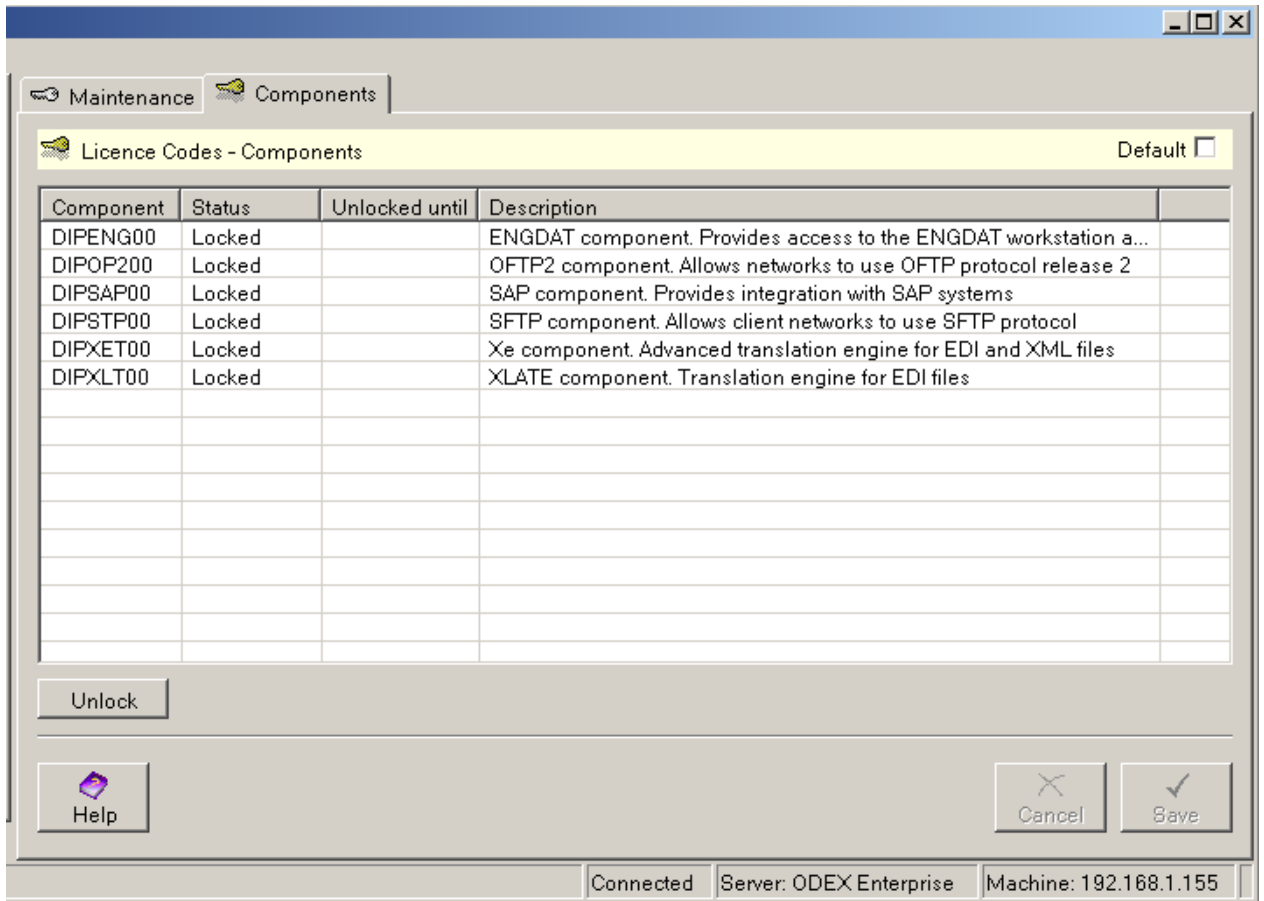 Maintenance Components
Licence Codes - Components Default
Component Status Unlocked until Description
DIPENG00 Locked ENGDAT component. Provides access to the ENGDAT workstation a...
DIPOP200 Locked OFTP2 component. Allows networks to use OFTP protocol release 2
DIPSAP00 Locked SAP component. Provides integration with SAP systems
DIPSTP00 Locked SFTP component. Allows client networks to use SFTP protocol
DIPXET00 Locked Xe component. Advanced translation engine for EDI and XML files
DIPXLT00 Locked XLATE component. Translation engine for EDI files
Unlock
Help Cancel Save
Connected Server: ODEX Enterprise Machine: 192.168.1.155